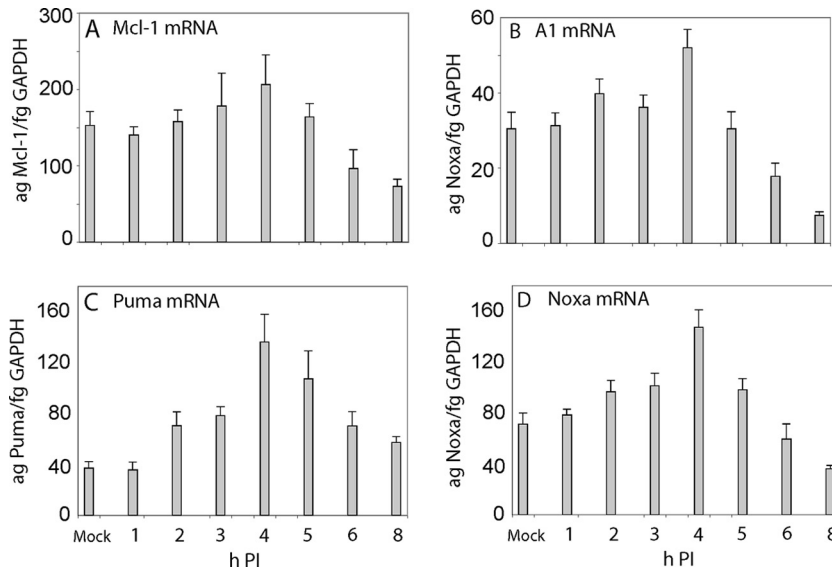 A Mcl-1 mRNA
ag Mcl-1/fg GAPDH
300
200
100
0
B A1 mRNA
ag Noxa/fg GAPDH
60
40
20
0
C Puma mRNA
ag Puma/fg GAPDH
160
120
80
40
0
Mock 1 2 3 4 5 6 8
h PI
D Noxa mRNA
ag Noxa/fg GAPDH
160
120
80
40
0
Mock 1 2 3 4 5 6 8
h PI